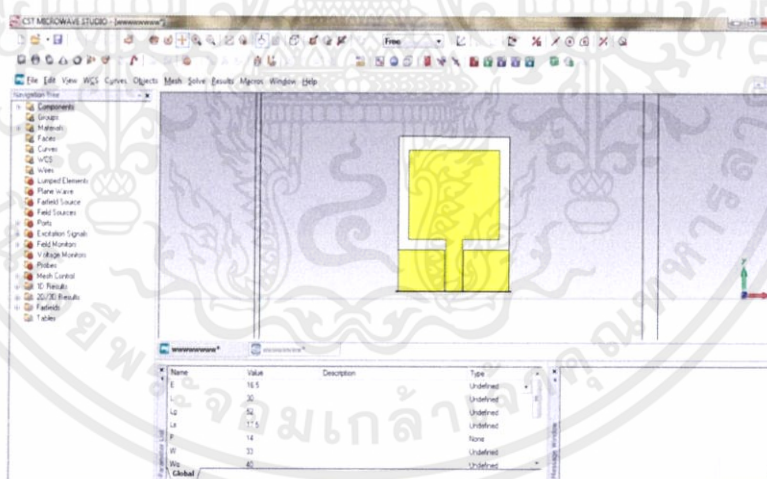 CST MICROWAVE STUDIO - [wwwwwwww*]
Free
File Edit View WCS Curves Objects Mesh Solve Results Macros Window Help
Navigation Tree
Components
Groups
Materials
Faces
Curves
WCS
Wires
Lumped Elements
Plane Wave
Farfield Source
Field Sources
Ports
Excitation Signals
Field Monitors
Voltage Monitors
Probes
Mesh Control
1D Results
2D/3D Results
Farfields
Tables
Name Value Description Type
E 16.5 Undefined
L 30 Undefined
Lg 52 Undefined
Undefined
P 14 None
W 33 Undefined
Wg 40 Undefined
Global
Parameter List
Message Window